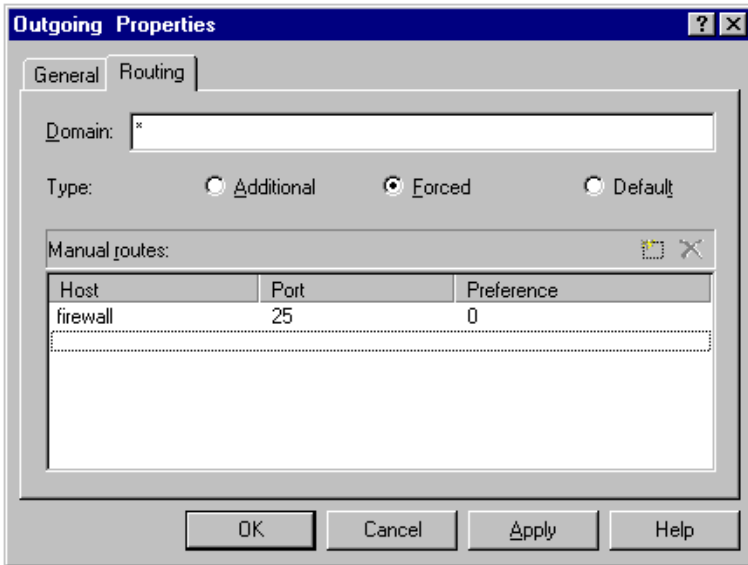 Outgoing Properties ?
General Routing
Domain: *
Type: Additional Forced Default
Manual routes:
Host Port Preference
firewall 25 0
OK Cancel Apply Help